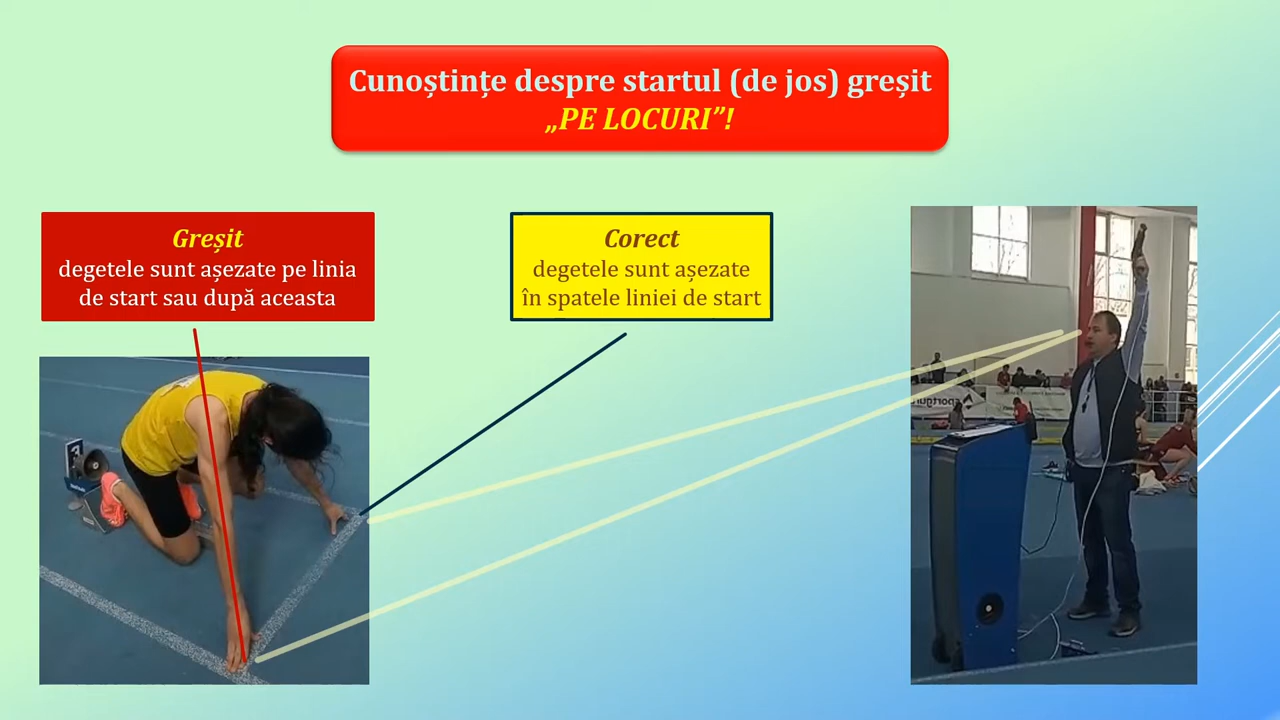 Cunoștințe despre startul (de jos) greșit
„PE LOCURI”!
Greșit
degetele sunt așezate pe linia
de start sau după aceasta
Corect
degetele sunt așezate
în spatele liniei de start